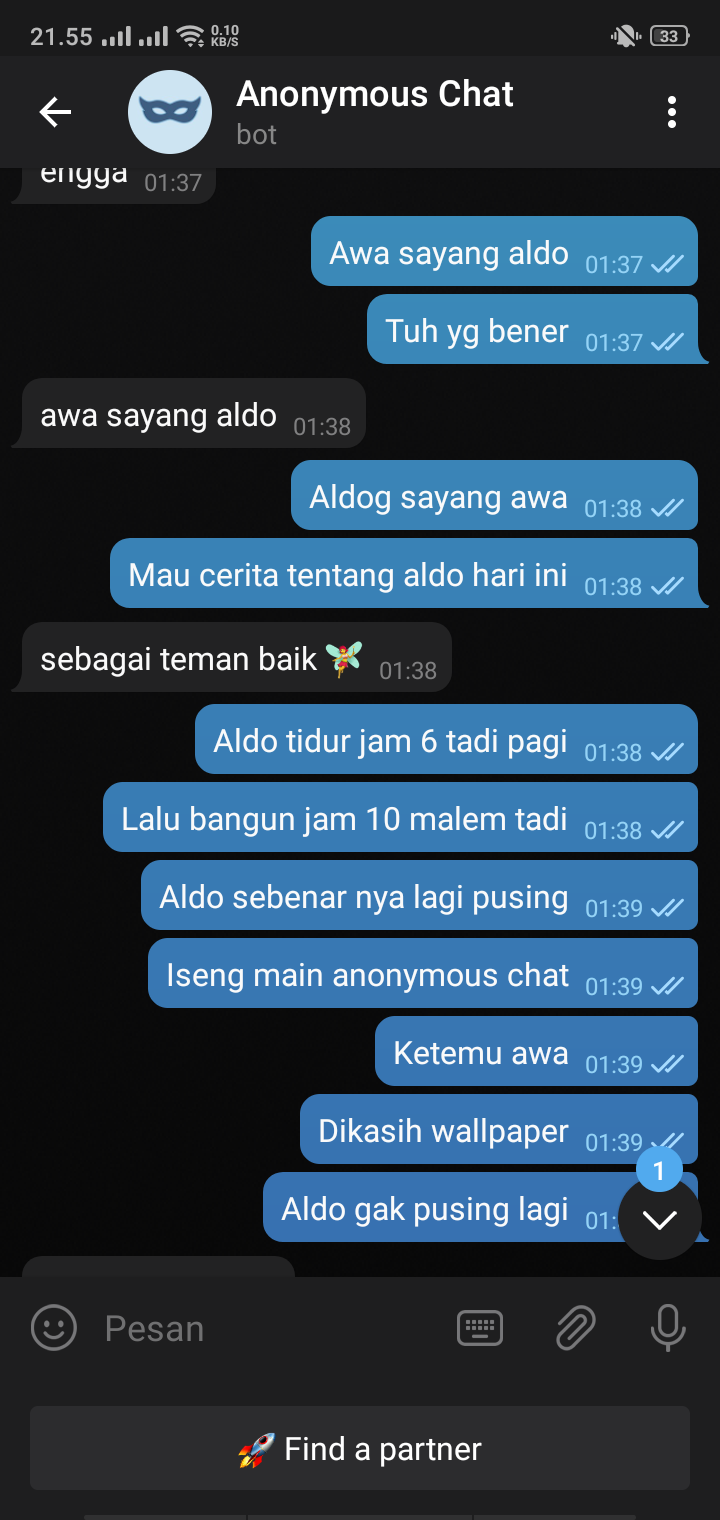 21.55 0.10 KB/S 33
Anonymous Chat
bot
engga 01:37
Awa sayang aldo 01:37
Tuh yg bener 01:37
awa sayang aldo 01:38
Aldog sayang awa 01:38
Mau cerita tentang aldo hari ini 01:38
sebagai teman baik 🧚 01:38
Aldo tidur jam 6 tadi pagi 01:38
Lalu bangun jam 10 malem tadi 01:38
Aldo sebenar nya lagi pusing 01:39
Iseng main anonymous chat 01:39
Ketemu awa 01:39
Dikasih wallpaper 01:39
1
Aldo gak pusing lagi 01:
Pesan
🚀 Find a partner